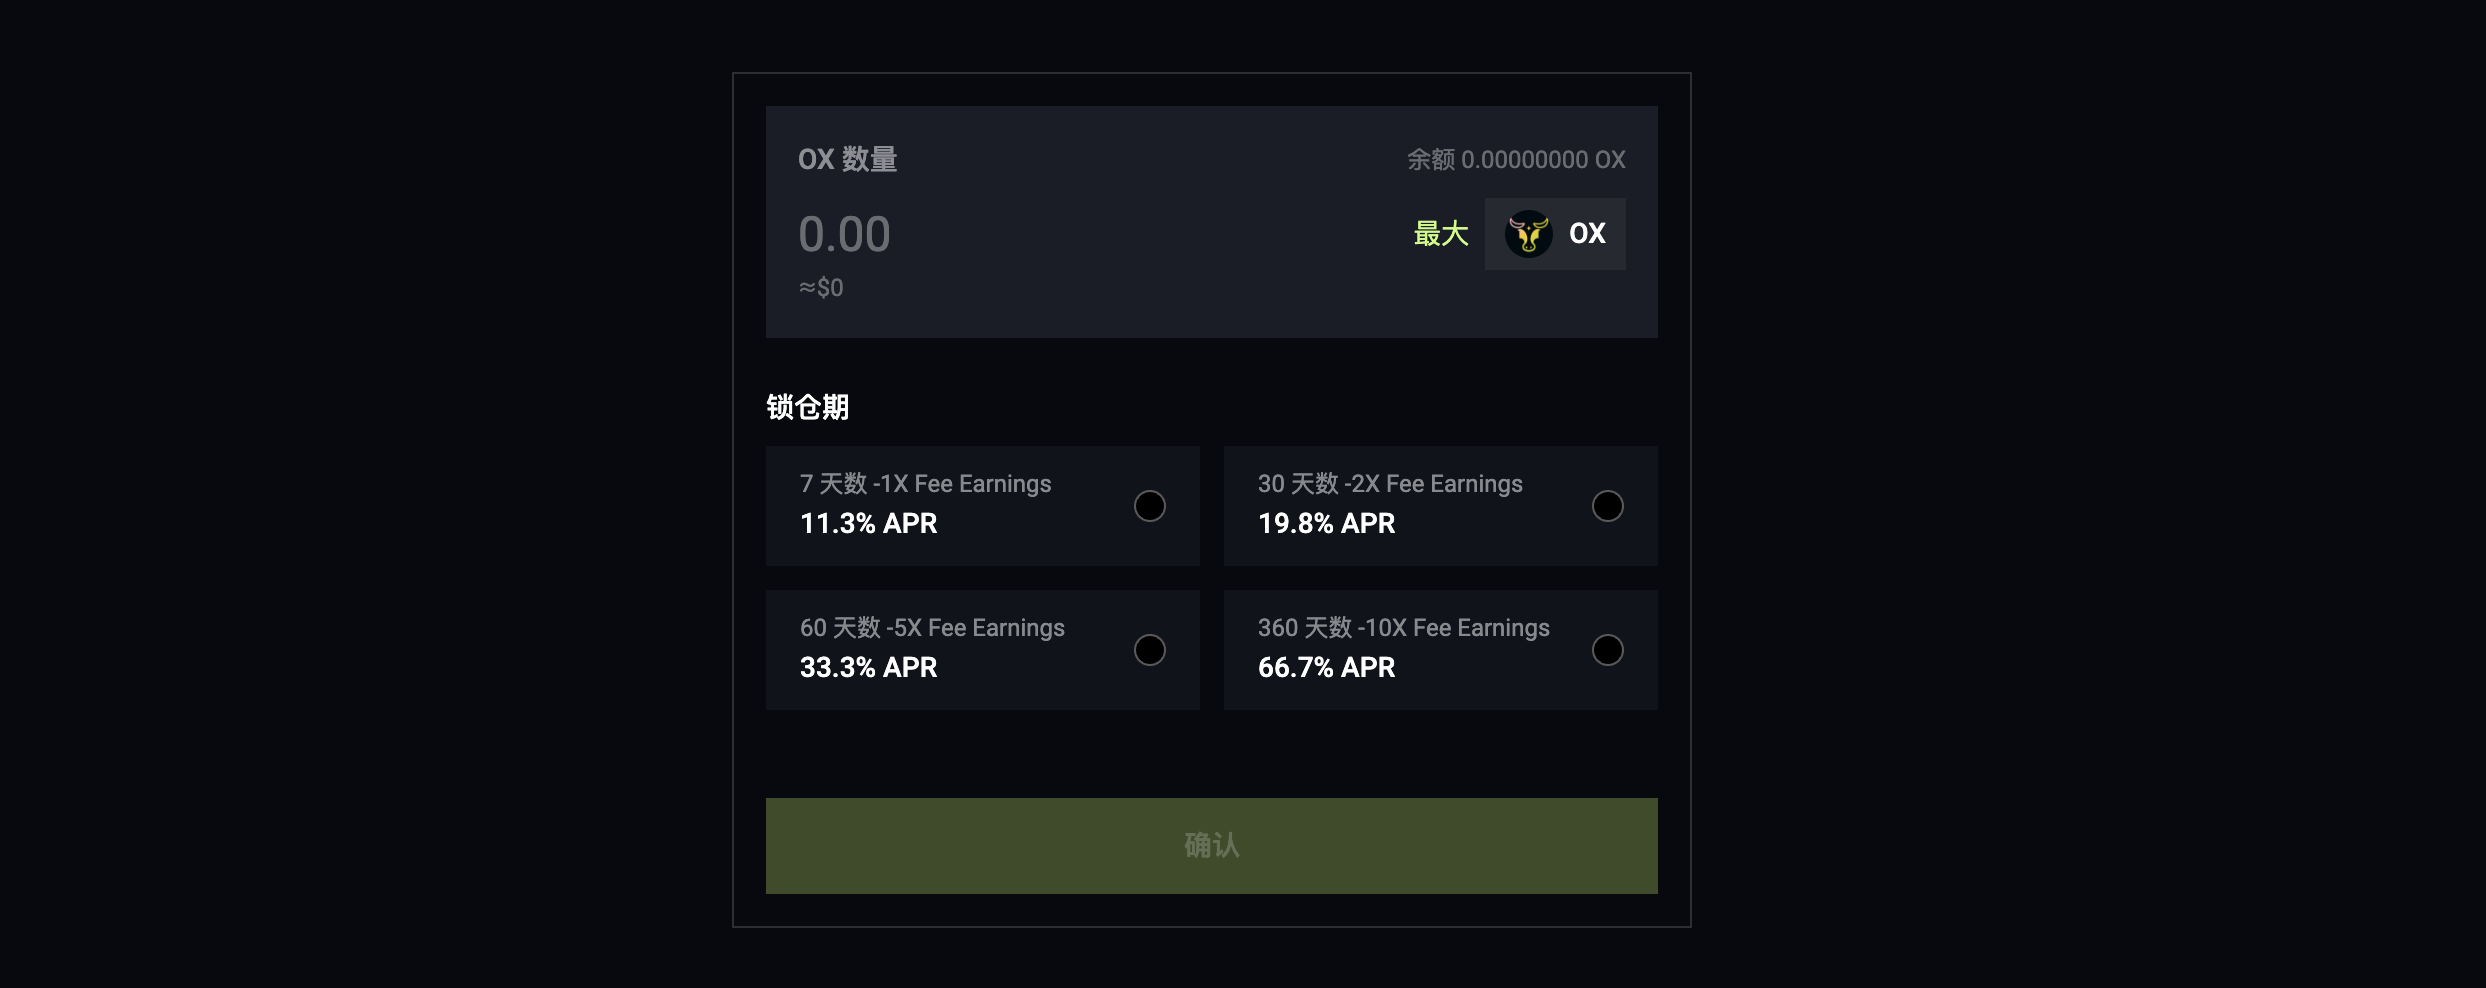 OX 数量
余额 0.00000000 OX
0.00
最大
OX
≈$0
锁仓期
7 天数 -1X Fee Earnings
11.3% APR
30 天数 -2X Fee Earnings
19.8% APR
60 天数 -5X Fee Earnings
33.3% APR
360 天数 -10X Fee Earnings
66.7% APR
确认